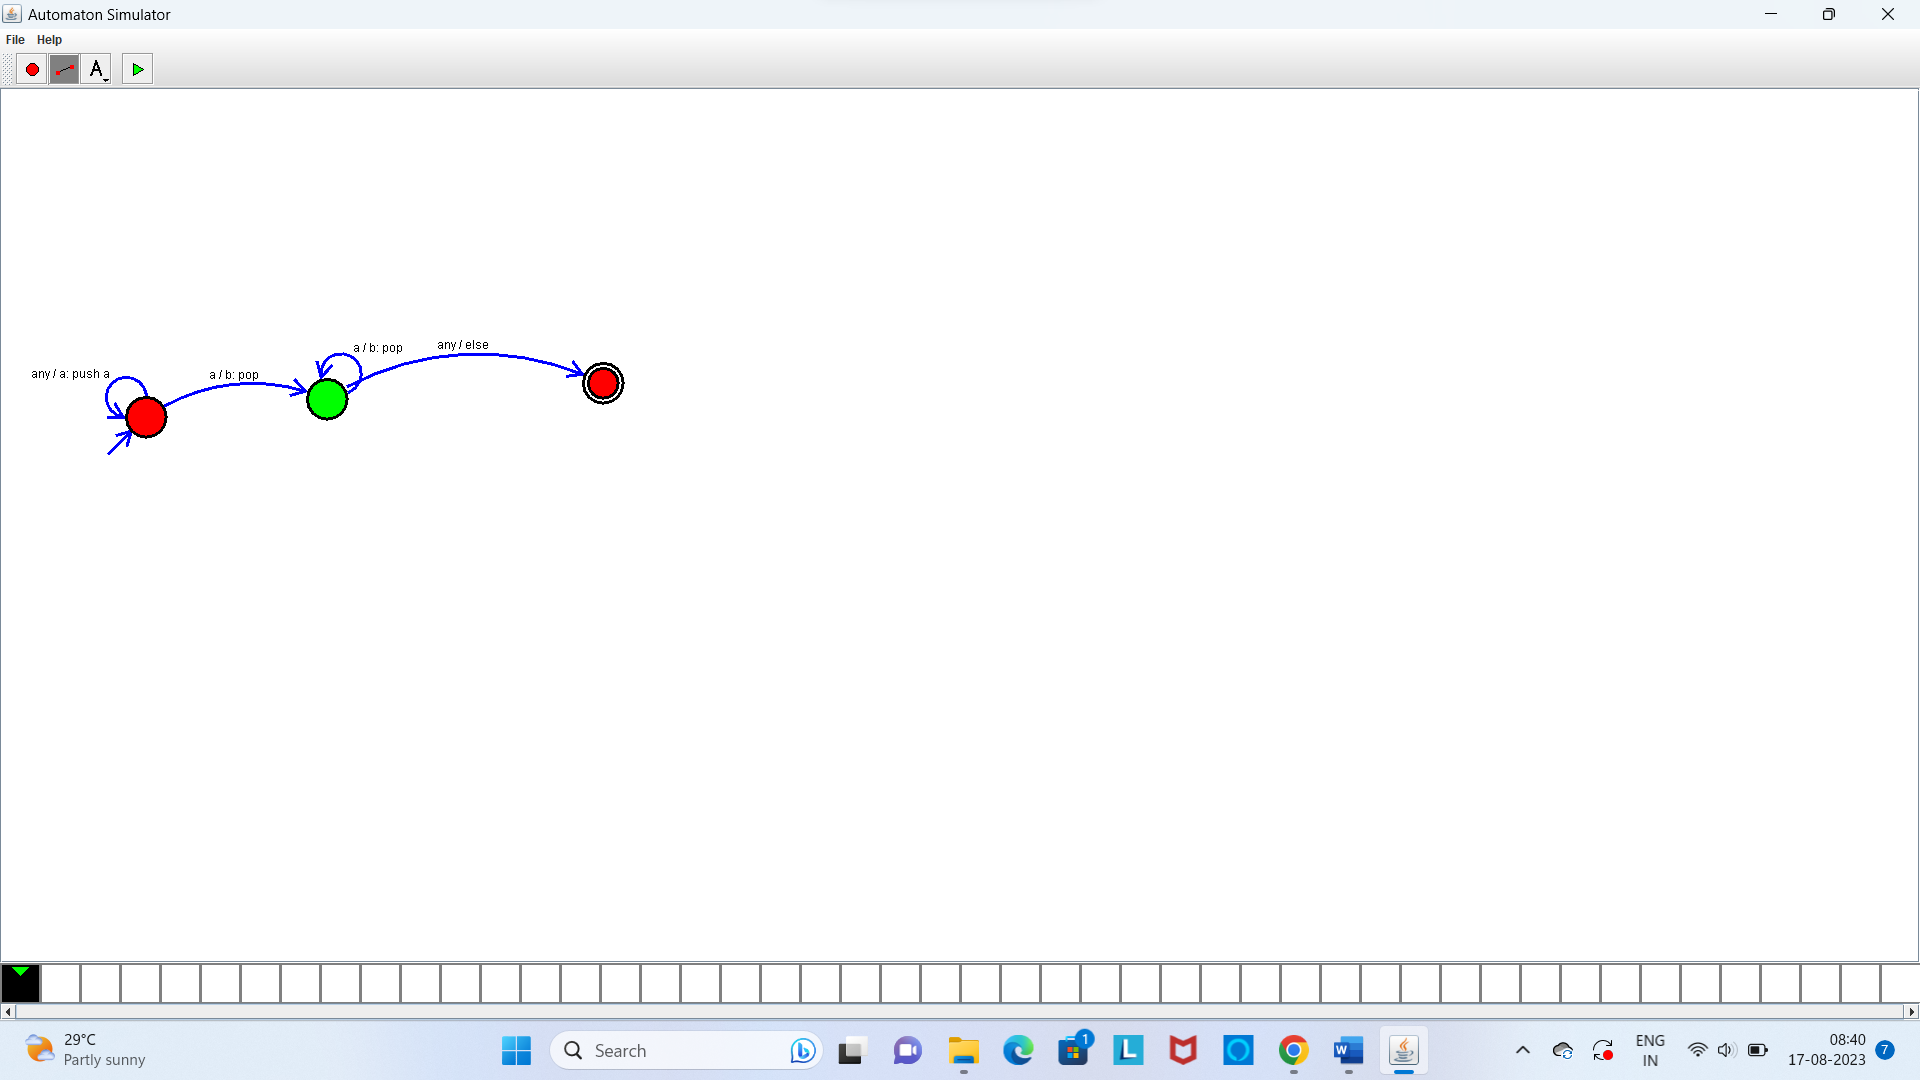 Automaton Simulator
File Help
A
any / else
a / b: pop
any / a: push a
a / b: pop
29°C
Partly sunny
Search
1
L
W
ENG
IN
08:40
17-08-2023
7